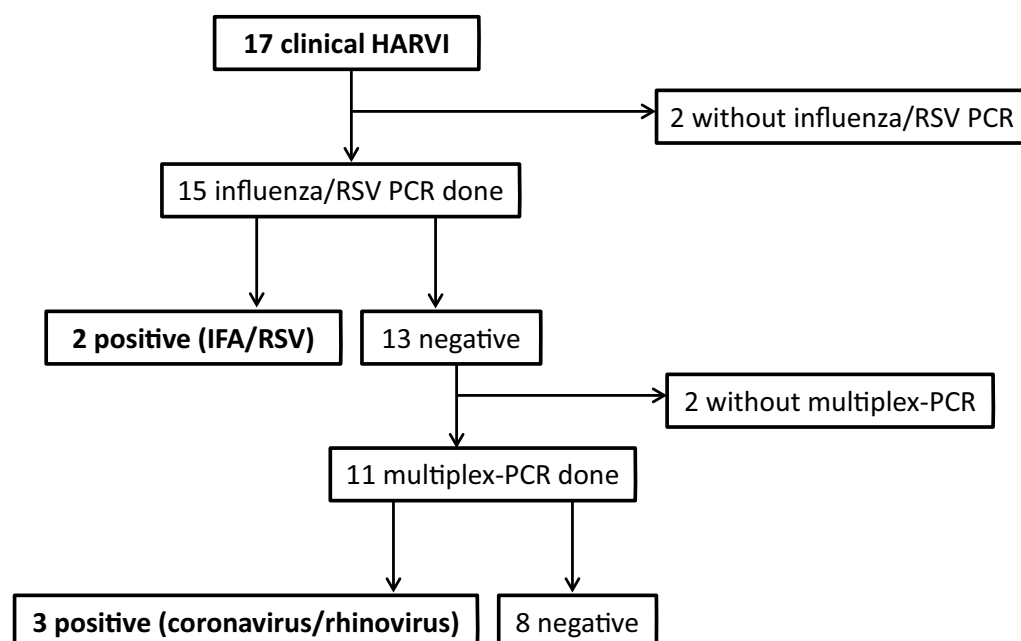 17 clinical HARVI
2 without influenza/RSV PCR
15 influenza/RSV PCR done
2 positive (IFA/RSV)
13 negative
2 without multiplex-PCR
11 multiplex-PCR done
3 positive (coronavirus/rhinovirus)
8 negative